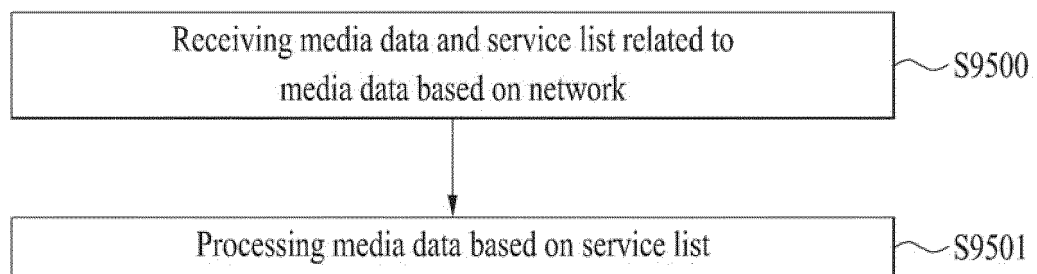 Receiving media data and service list related to
media data based on network
S9500
Processing media data based on service list
S9501